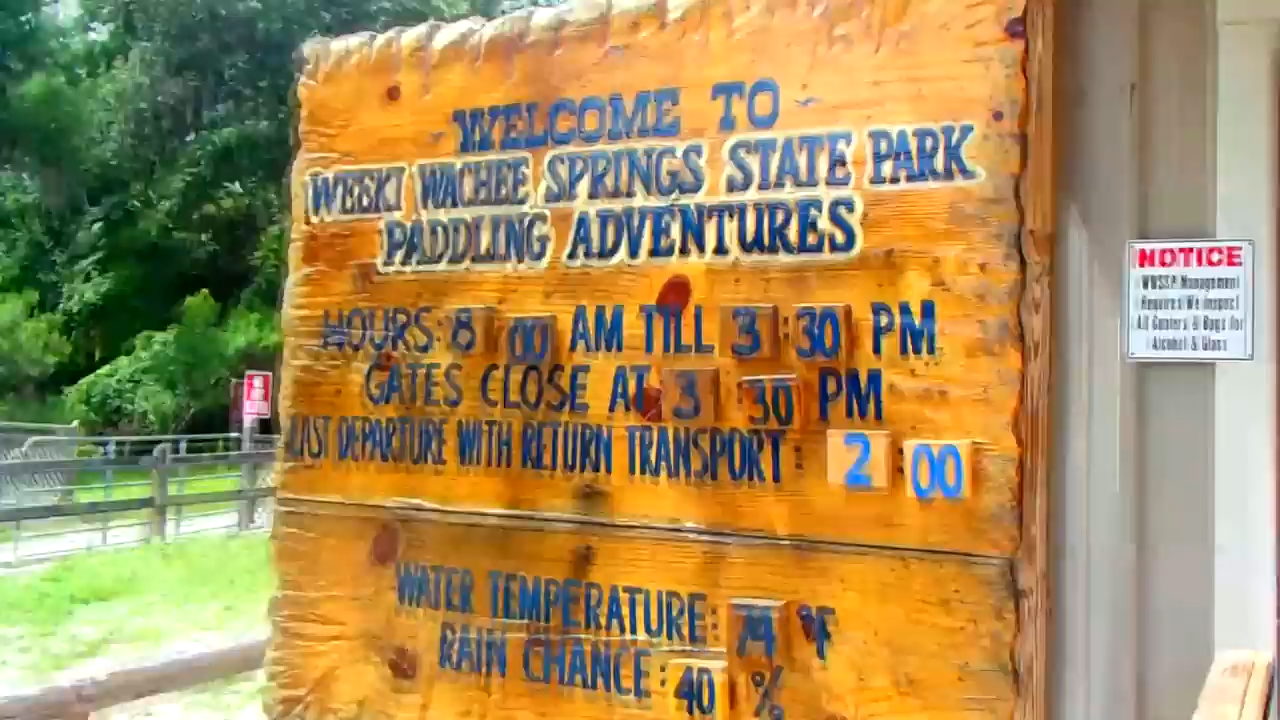 WELCOME TO
WEEKI WACHEE SPRINGS STATE PARK
PADDLING ADVENTURES
HOURS: 8 00 AM TILL 3:30 PM
GATES CLOSE AT 3 30 PM
LAST DEPARTURE WITH RETURN TRANSPORT: 2:00
WATER TEMPERATURE: 74 °F
RAIN CHANCE: 40 %
NOTICE
WWSSP Management
Requires We Inspect
All Coolers & Bags for
Alcohol & Glass